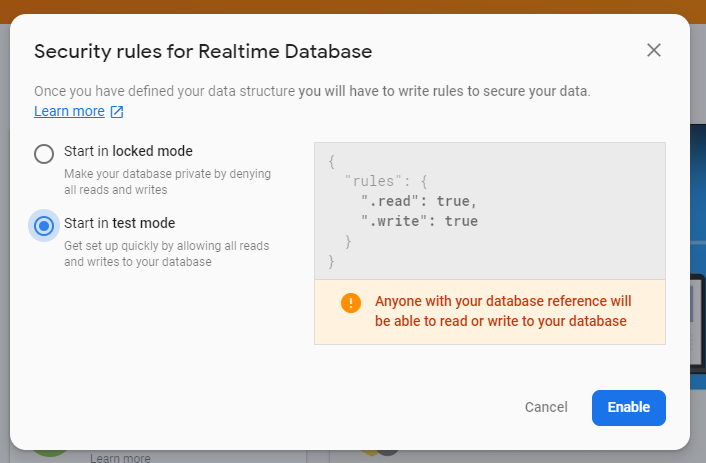 Security rules for Realtime Database
Once you have defined your data structure you will have to write rules to secure your data.
Learn more
Start in locked mode
Make your database private by denying
all reads and writes
Start in test mode
Get set up quickly by allowing all reads
and writes to your database
{
"rules": {
".read": true,
".write": true
}
}
Anyone with your database reference will
be able to read or write to your database
Cancel
Enable
Learn more